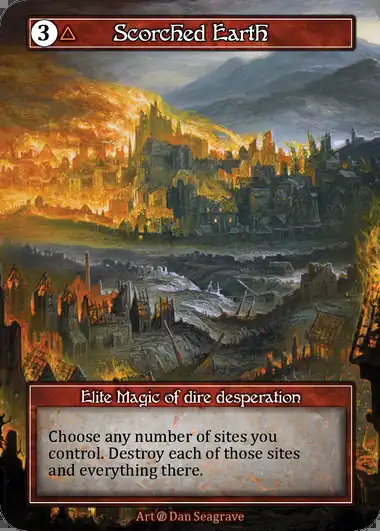 3 Scorched Earth
Elite Magic of dire desperation
Choose any number of sites you
control. Destroy each of those sites
and everything there.
Art @ Dan Seagrave